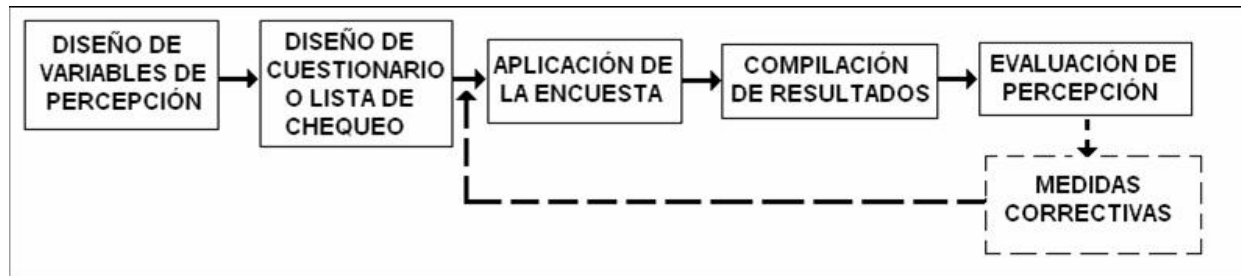 DISEÑO DE
VARIABLES DE
PERCEPCIÓN
DISEÑO DE
CUESTIONARIO
O LISTA DE
CHEQUEO
APLICACIÓN DE
LA ENCUESTA
COMPILACIÓN
DE RESULTADOS
EVALUACIÓN DE
PERCEPCIÓN
MEDIDAS
CORRECTIVAS